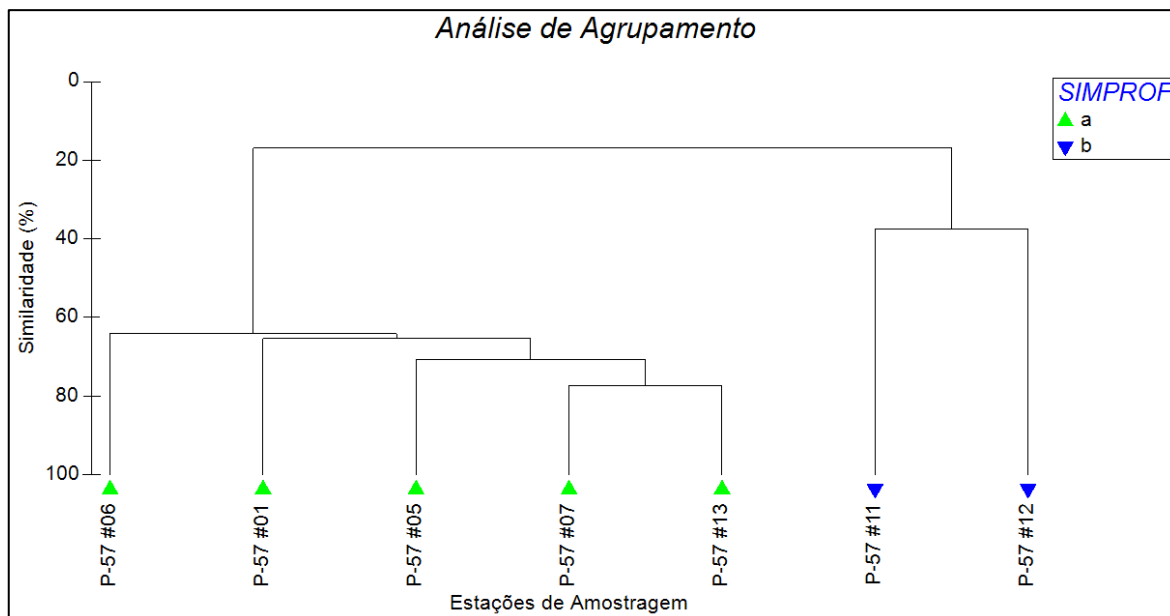 Análise de Agrupamento
SIMPROF
a
b
Similaridade (%)
0
20
40
60
80
100
P-57 #06
P-57 #01
P-57 #05
P-57 #07
P-57 #13
P-57 #11
P-57 #12
Estações de Amostragem